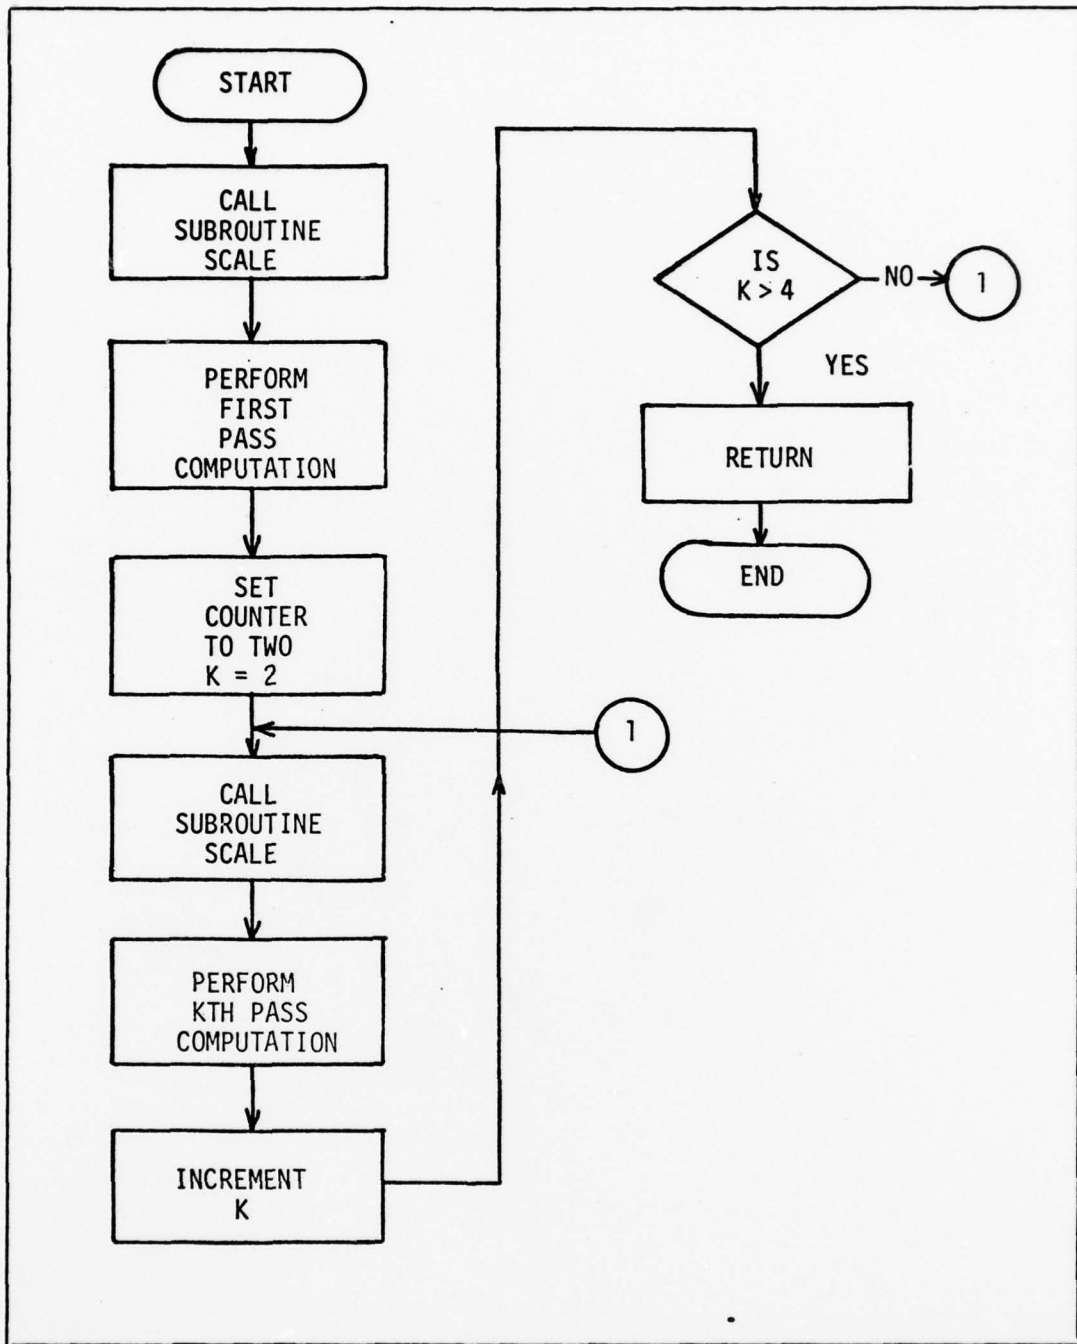 START
CALL
SUBROUTINE
SCALE
PERFORM
FIRST
PASS
COMPUTATION
SET
COUNTER
TO TWO
K = 2
1
CALL
SUBROUTINE
SCALE
PERFORM
KTH PASS
COMPUTATION
INCREMENT
K
IS
K > 4
NO
1
YES
RETURN
END